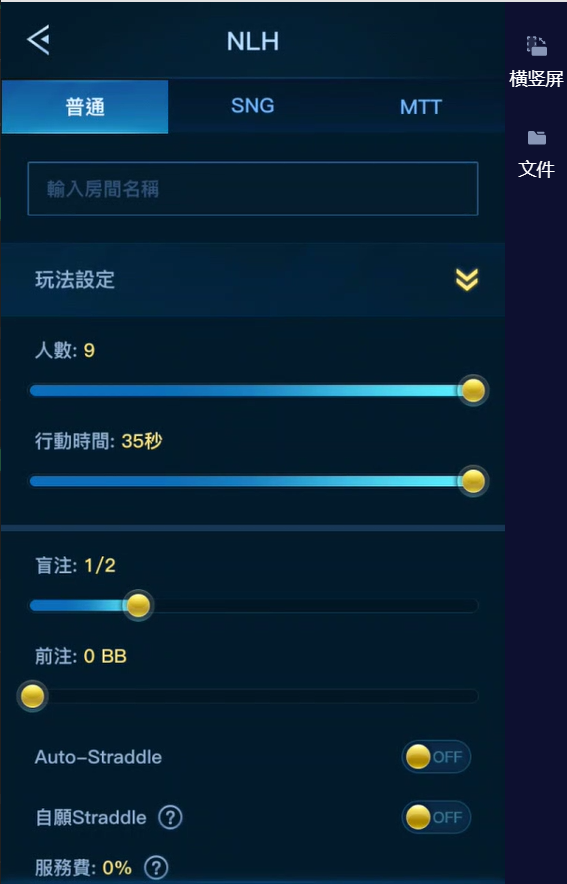 NLH
普通
SNG
MTT
輸入房間名稱
玩法設定
人數: 9
行動時間: 35秒
盲注: 1/2
前注: 0 BB
Auto-Straddle
OFF
自願Straddle ?
OFF
服務費: 0% ?
橫竖屏
文件